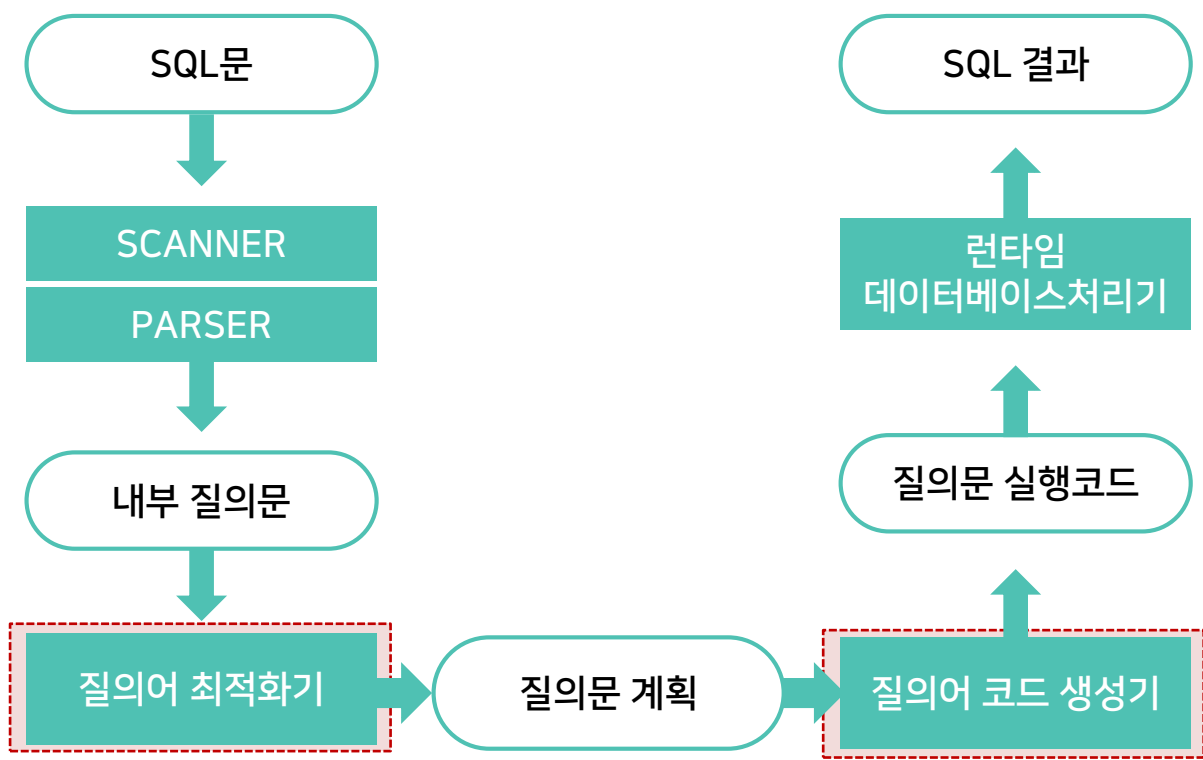 SQL문
SCANNER
PARSER
내부 질의문
질의어 최적화기
질의문 계획
질의어 코드 생성기
질의문 실행코드
런타임
데이터베이스처리기
SQL 결과